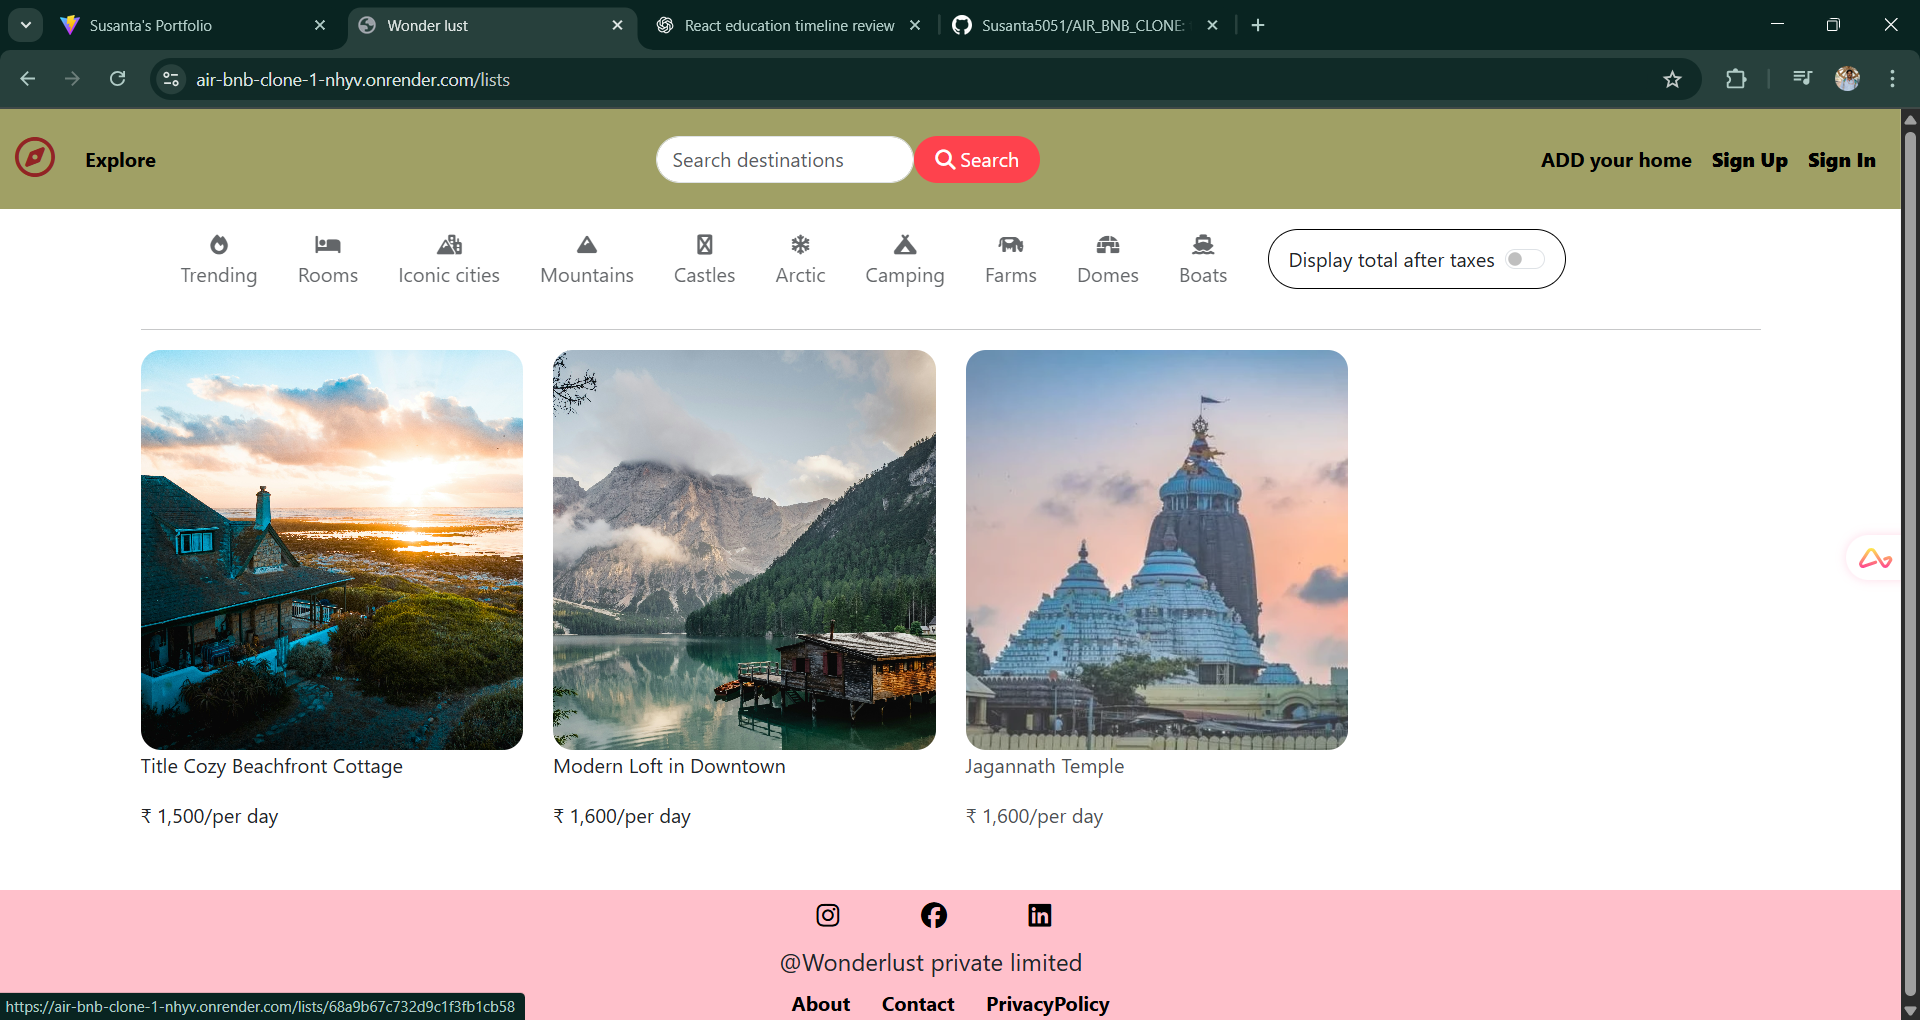 Susanta's Portfolio
Wonder lust
React education timeline review
Susanta5051/AIR_BNB_CLONE:
air-bnb-clone-1-nhyv.onrender.com/lists
Explore
Search destinations
Search
ADD your home
Sign Up
Sign In
Trending
Rooms
Iconic cities
Mountains
Castles
Arctic
Camping
Farms
Domes
Boats
Display total after taxes
Title Cozy Beachfront Cottage
₹ 1,500/per day
Modern Loft in Downtown
₹ 1,600/per day
Jagannath Temple
₹ 1,600/per day
@Wonderlust private limited
About
Contact
PrivacyPolicy
https://air-bnb-clone-1-nhyv.onrender.com/lists/68a9b67c732d9c1f3fb1cb58